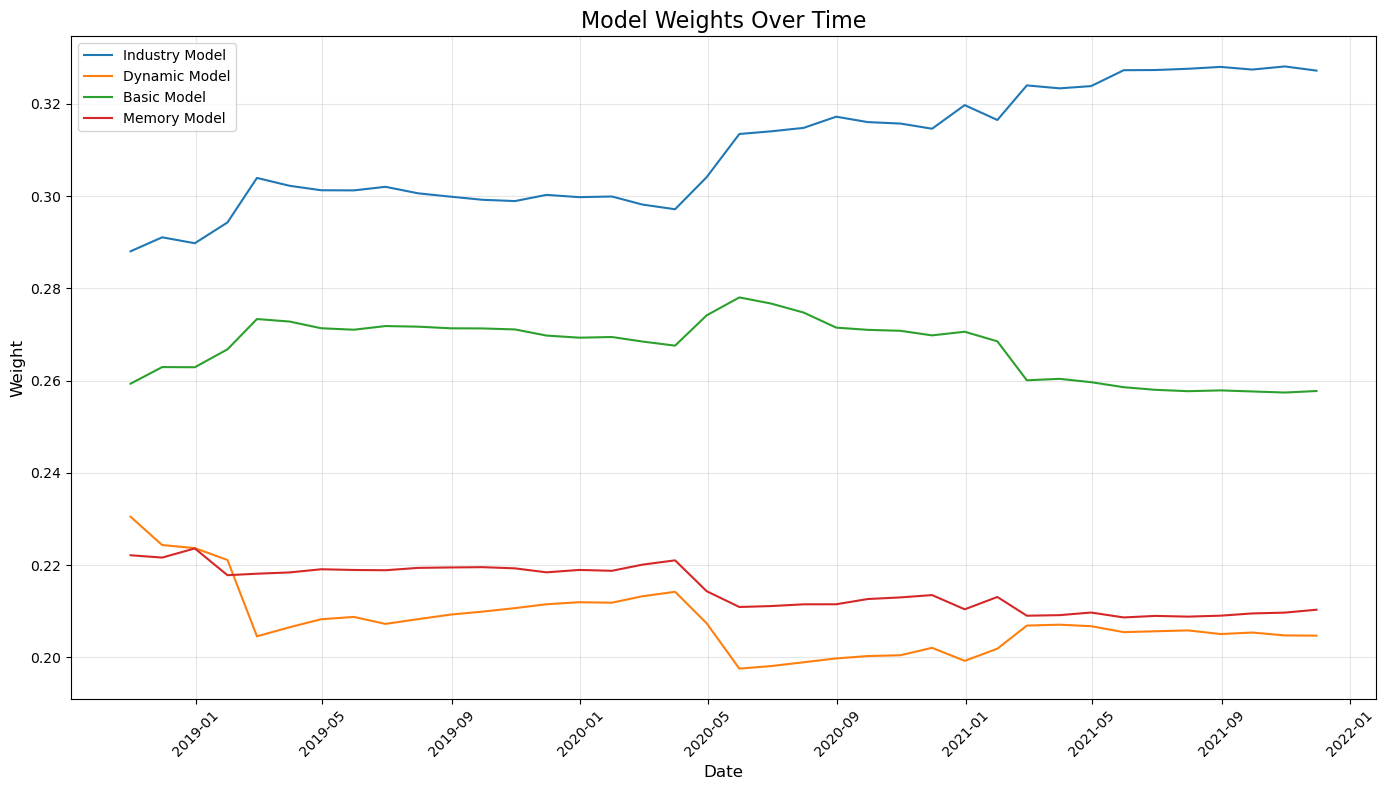 Model Weights Over Time
Industry Model
Dynamic Model
Basic Model
Memory Model
Weight
0.32
0.30
0.28
0.26
0.24
0.22
0.20
2019-01
2019-05
2019-09
2020-01
2020-05
2020-09
2021-01
2021-05
2021-09
2022-01
Date